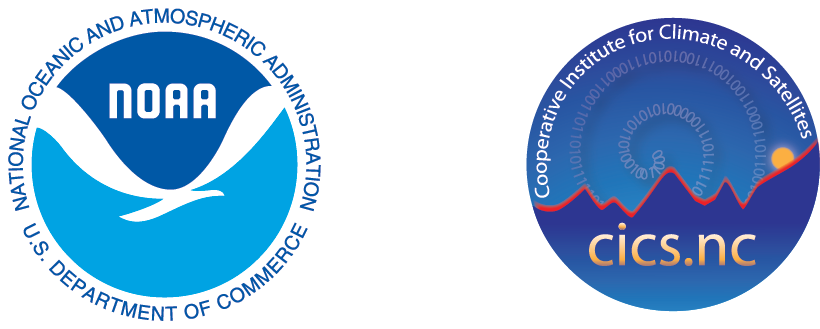 NATIONAL OCEANIC AND ATMOSPHERIC ADMINISTRATION
NOAA
U.S. DEPARTMENT OF COMMERCE
Cooperative Institute for Climate and Satellites
cics.nc